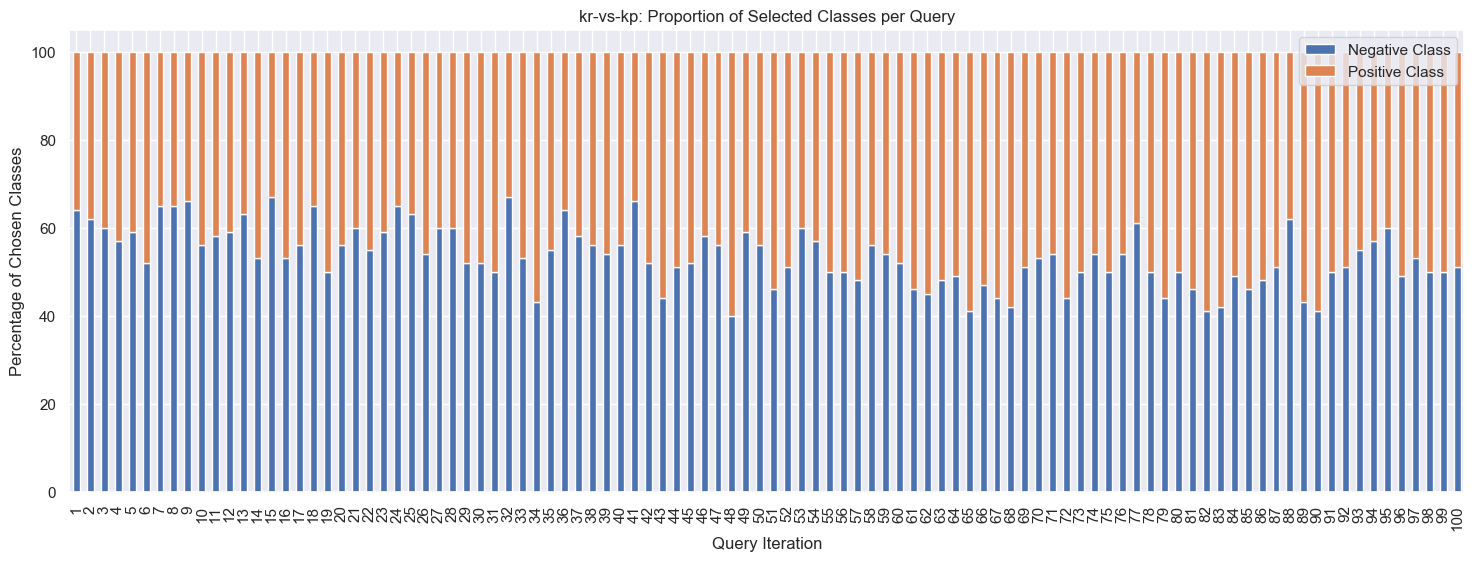 kr-vs-kp: Proportion of Selected Classes per Query
Negative Class
Positive Class
Percentage of Chosen Classes
100
80
60
40
20
0
1 2 3 4 5 6 7 8 9 10 11 12 13 14 15 16 17 18 19 20 21 22 23 24 25 26 27 28 29 30 31 32 33 34 35 36 37 38 39 40 41 42 43 44 45 46 47 48 49 50 51 52 53 54 55 56 57 58 59 60 61 62 63 64 65 66 67 68 69 70 71 72 73 74 75 76 77 78 79 80 81 82 83 84 85 86 87 88 89 90 91 92 93 94 95 96 97 98 99 100
Query Iteration